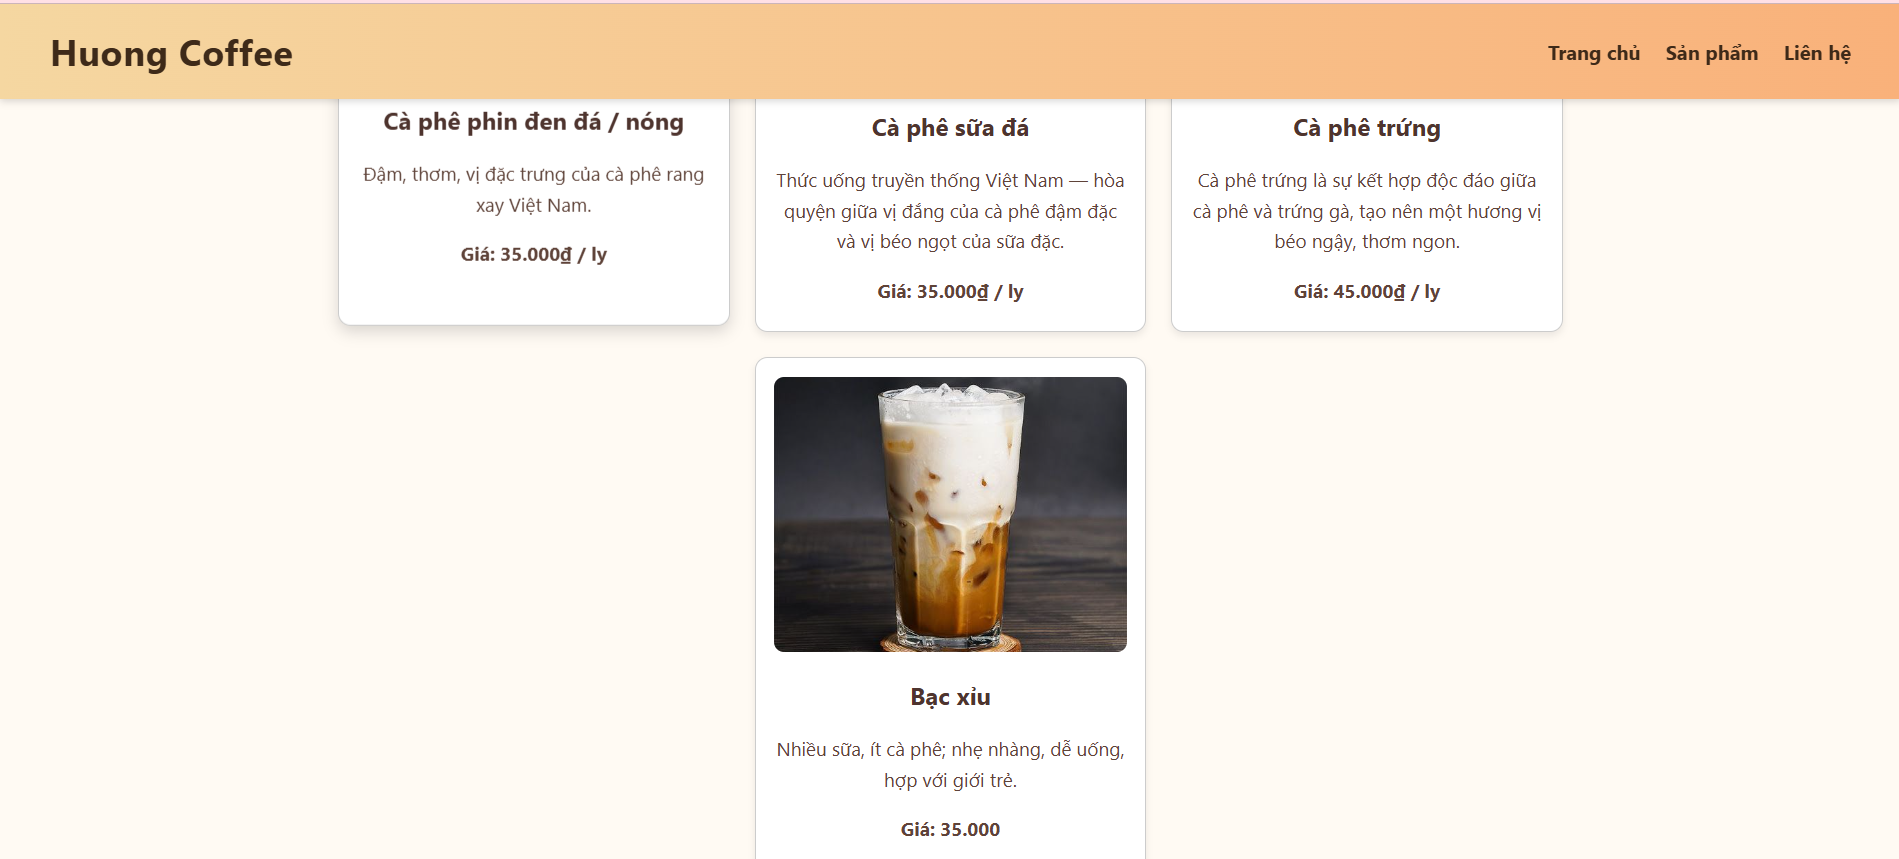 Huong Coffee
Trang chủ Sản phẩm Liên hệ
Cà phê phin đen đá / nóng
Đậm, thơm, vị đặc trưng của cà phê rang
xay Việt Nam.
Giá: 35.000₫ / ly
Cà phê sữa đá
Thức uống truyền thống Việt Nam — hòa
quyện giữa vị đắng của cà phê đậm đặc
và vị béo ngọt của sữa đặc.
Giá: 35.000₫ / ly
Cà phê trứng
Cà phê trứng là sự kết hợp độc đáo giữa
cà phê và trứng gà, tạo nên một hương vị
béo ngậy, thơm ngon.
Giá: 45.000₫ / ly
Bạc xỉu
Nhiều sữa, ít cà phê; nhẹ nhàng, dễ uống,
hợp với giới trẻ.
Giá: 35.000